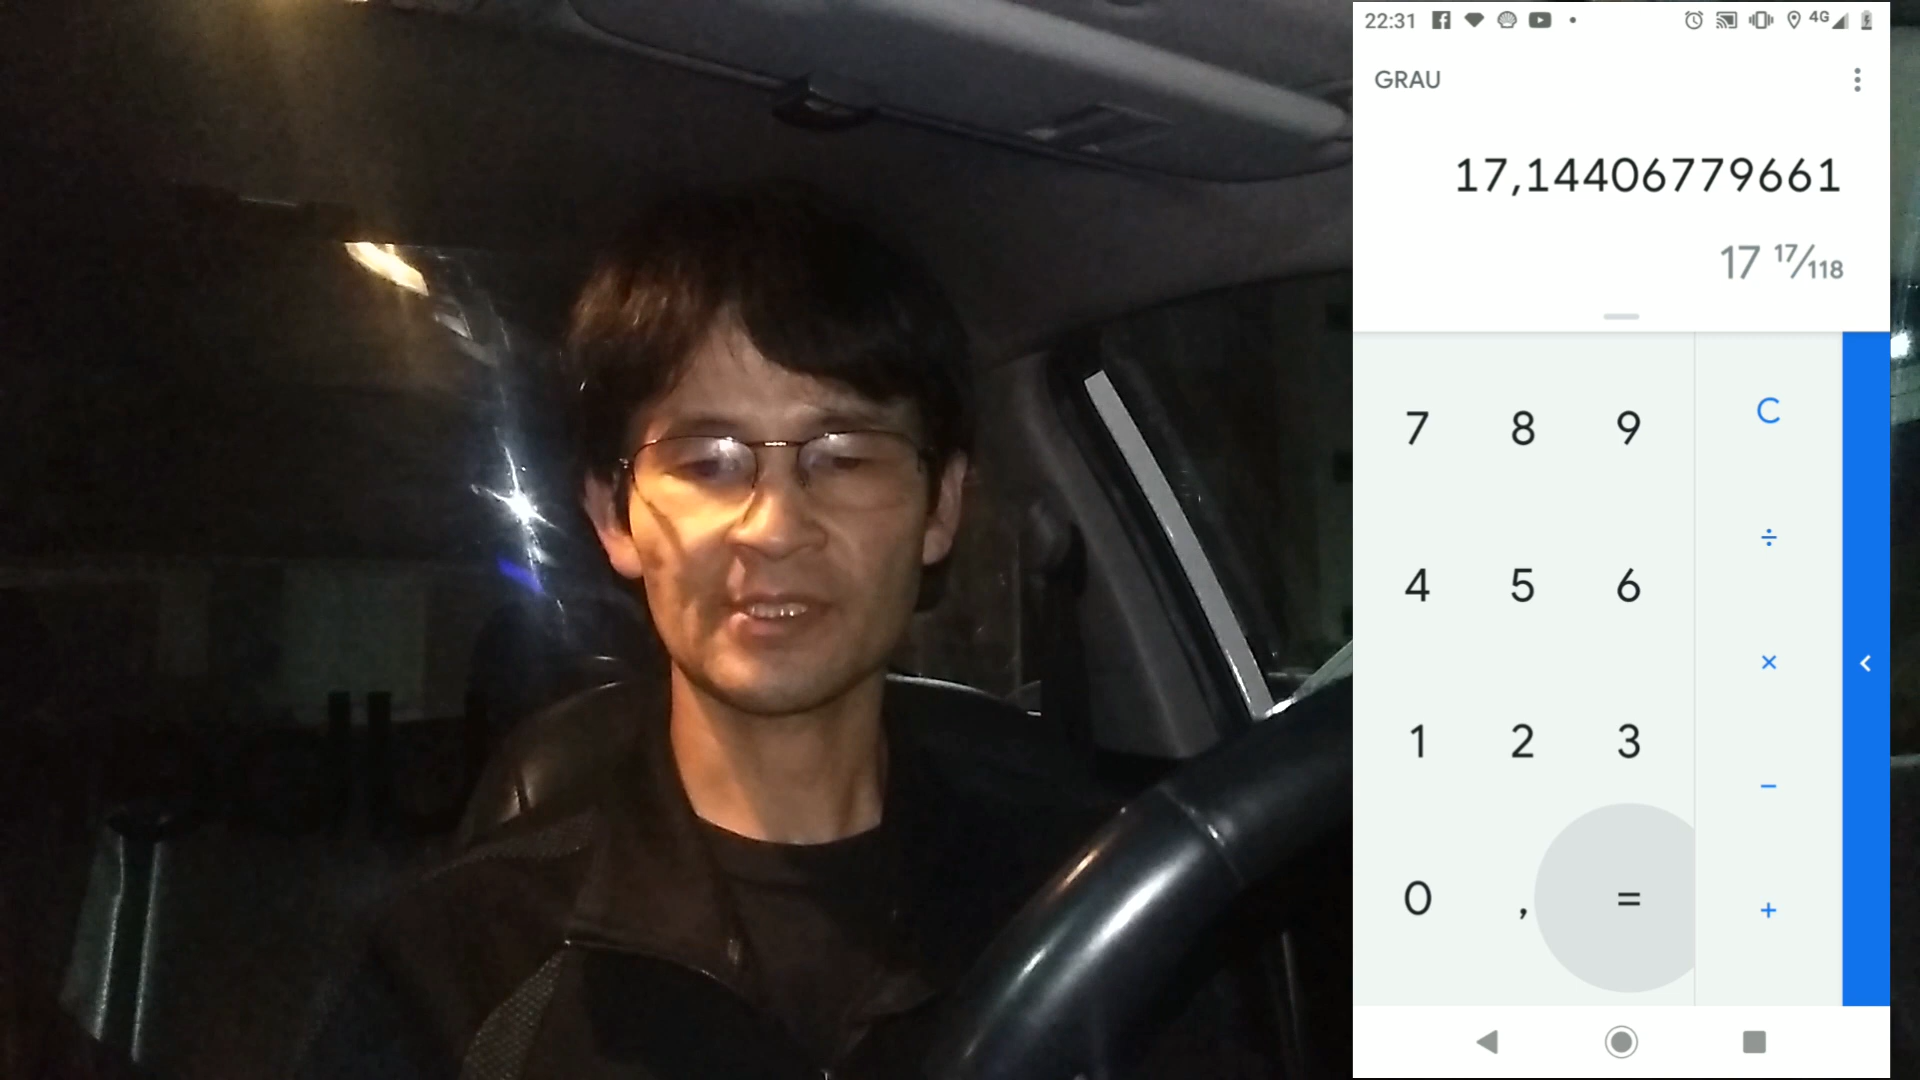 22:31 4G
GRAU
17,14406779661
17 17/118
7 8 9 C
÷
4 5 6
×
1 2 3
−
0 , =
+